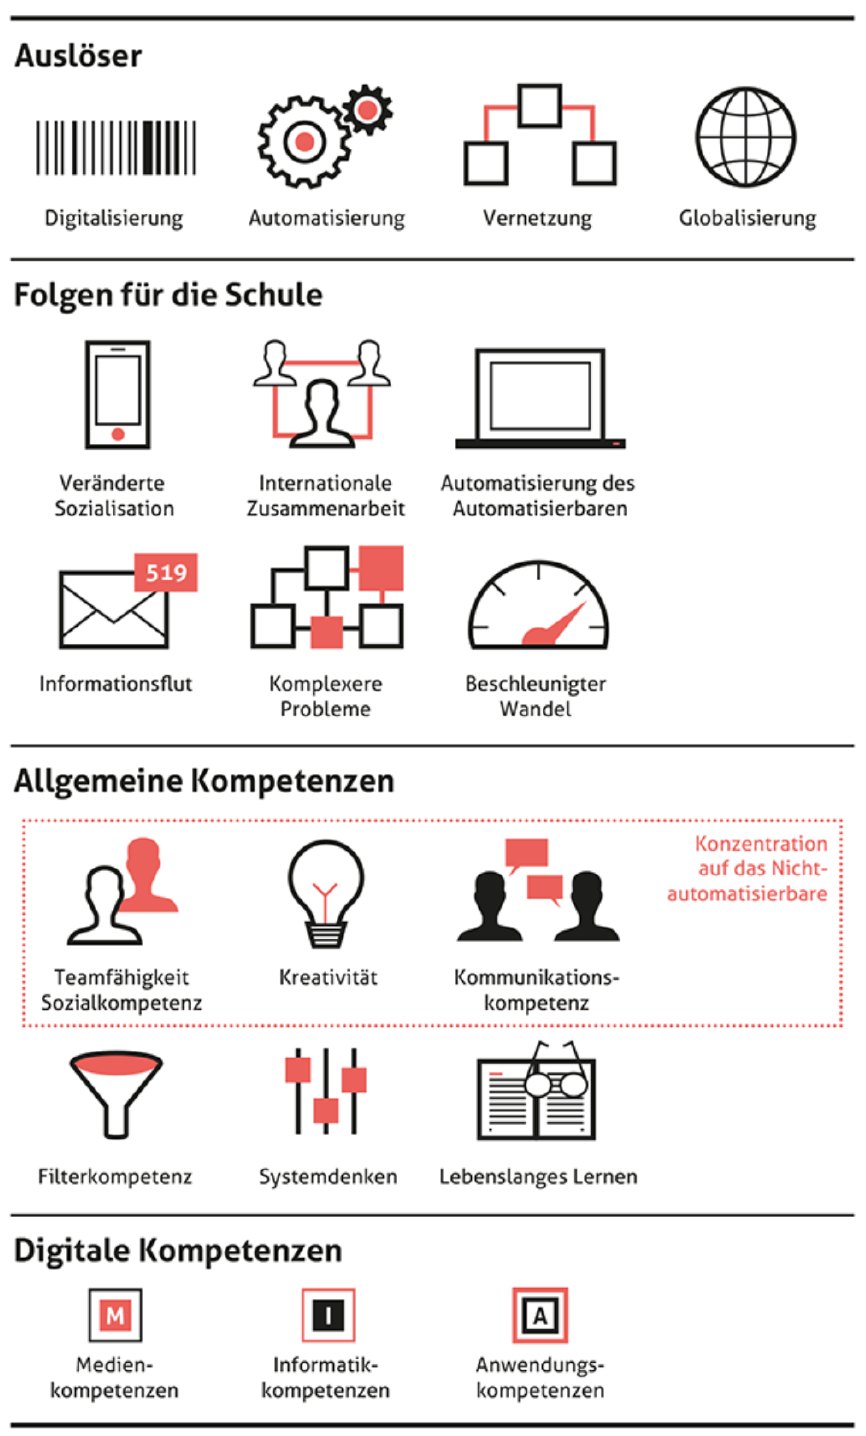 Auslöser
Digitalisierung
Automatisierung
Vernetzung
Globalisierung
Folgen für die Schule
Veränderte
Sozialisation
Internationale
Zusammenarbeit
Automatisierung des
Automatisierbaren
519
Informationsflut
Komplexere
Probleme
Beschleunigter
Wandel
Allgemeine Kompetenzen
Konzentration
auf das Nicht-
automatisierbare
Teamfähigkeit
Sozialkompetenz
Kreativität
Kommunikations-
kompetenz
Filterkompetenz
Systemdenken
Lebenslanges Lernen
Digitale Kompetenzen
M
Medien-
kompetenzen
I
Informatik-
kompetenzen
A
Anwendungs-
kompetenzen